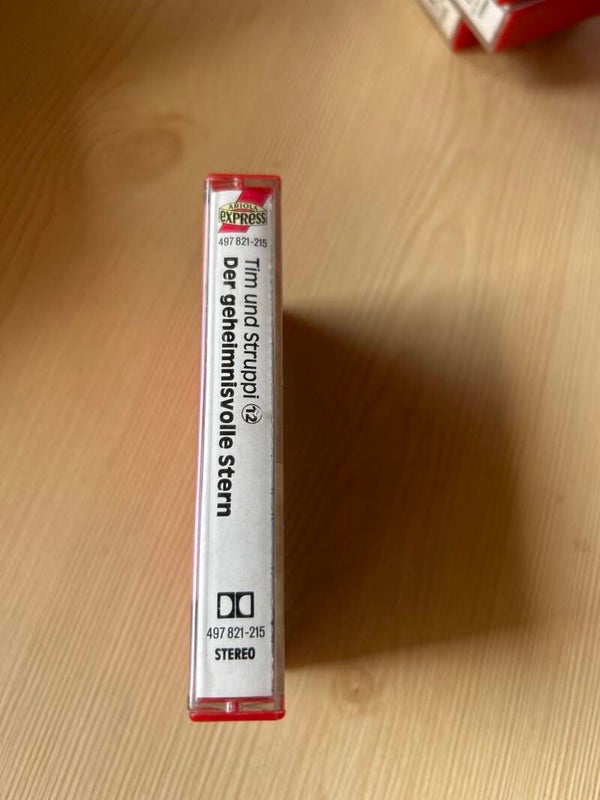 ARIOLA
express
497 821-215
Tim und Struppi 12
Der geheimnisvolle Stern
497 821-215
STEREO